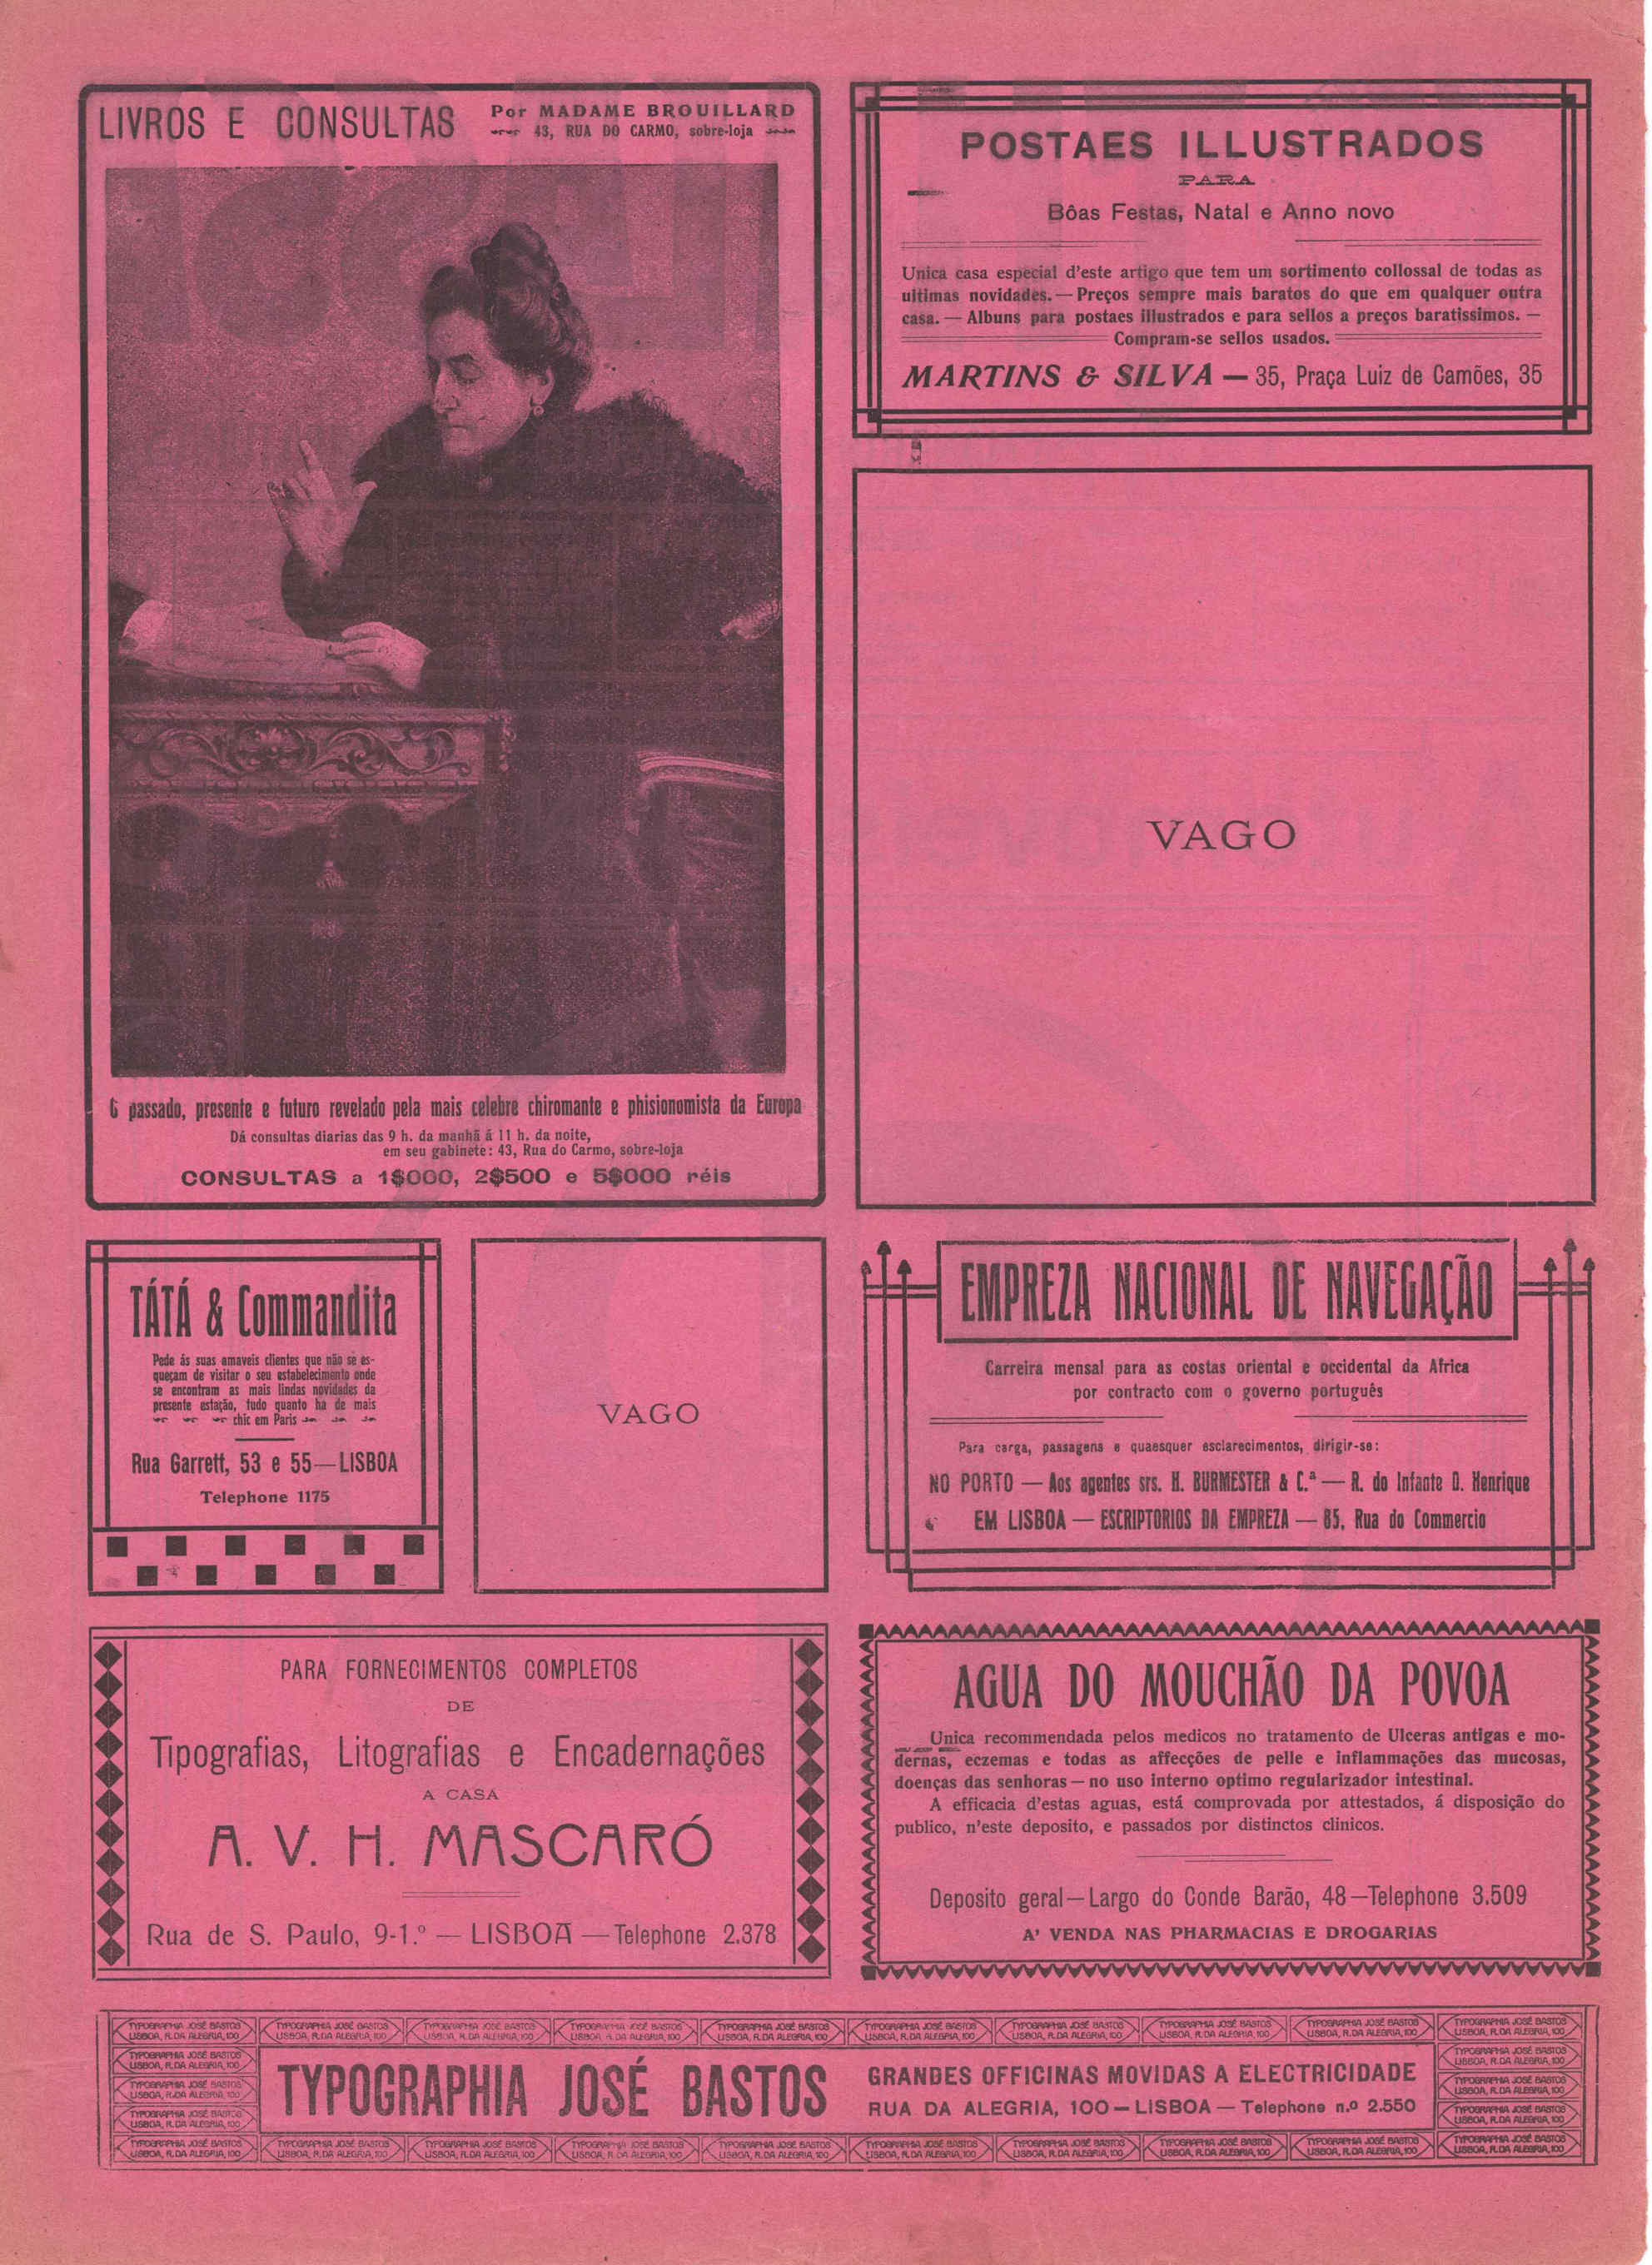 LIVROS E CONSULTAS
Por MADAME BROUILLARD
43, RUA DO CARMO, sobre-loja
O passado, presente e futuro revelado pela mais celebre chiromante e phisionomista da Europa
Dá consultas diarias das 9 h. da manhã á 11 h. da noite,
em seu gabinete: 43, Rua do Carmo, sobre-loja
CONSULTAS a 1$000, 2$500 e 5$000 réis
POSTAES ILLUSTRADOS
PARA
Bôas Festas, Natal e Anno novo
Unica casa especial d'este artigo que tem um sortimento collossal de todas as
ultimas novidades. — Preços sempre mais baratos do que em qualquer outra
casa. — Albuns para postaes illustrados e para sellos a preços baratissimos. —
Compram-se sellos usados.
MARTINS & SILVA — 35, Praça Luiz de Camões, 35
VAGO
TÁTÁ & Commandita
Pede ás suas amaveis clientes que não se es-
queçam de visitar o seu estabelecimento onde
se encontram as mais lindas novidades da
presente estação, tudo quanto ha de mais
chic em Paris
Rua Garrett, 53 e 55—LISBOA
Telephone 1175
VAGO
EMPREZA NACIONAL DE NAVEGAÇÃO
Carreira mensal para as costas oriental e occidental da Africa
por contracto com o governo português
Para carga, passagens e quaesquer esclarecimentos, dirigir-se:
NO PORTO — Aos agentes srs. H. BURMESTER & C.ª — R. do Infante D. Henrique
EM LISBOA — ESCRIPTORIOS DA EMPREZA — 85, Rua do Commercio
PARA FORNECIMENTOS COMPLETOS
DE
Tipografias, Litografias e Encadernações
A CASA
A. V. H. MASCARÓ
Rua de S. Paulo, 9-1.º — LISBOA — Telephone 2.378
AGUA DO MOUCHÃO DA POVOA
Unica recommendada pelos medicos no tratamento de Ulceras antigas e mo-
dernas, eczemas e todas as affecções de pelle e inflammações das mucosas,
doenças das senhoras — no uso interno optimo regularizador intestinal.
A efficacia d'estas aguas, está comprovada por attestados, á disposição do
publico, n'este deposito, e passados por distinctos clinicos.
Deposito geral—Largo do Conde Barão, 48—Telephone 3.509
A' VENDA NAS PHARMACIAS E DROGARIAS
TYPOGRAPHIA JOSÉ BASTOS
LISBOA, R. DA ALEGRIA, 100
TYPOGRAPHIA JOSÉ BASTOS
GRANDES OFFICINAS MOVIDAS A ELECTRICIDADE
RUA DA ALEGRIA, 100 — LISBOA — Telephone n.º 2.550